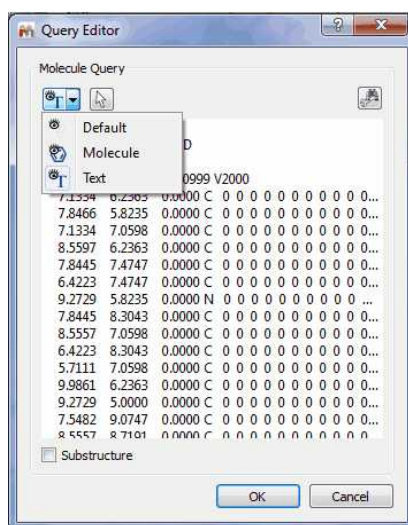 Query Editor
Molecule Query
Default
Molecule
Text
D
0999 V2000
7.1334 6.2363 0.0000 C 0 0 0 0 0 0 0 0 0 0...
7.8466 5.8235 0.0000 C 0 0 0 0 0 0 0 0 0 0...
7.1334 7.0598 0.0000 C 0 0 0 0 0 0 0 0 0 0...
8.5597 6.2363 0.0000 C 0 0 0 0 0 0 0 0 0 0...
7.8445 7.4747 0.0000 C 0 0 0 0 0 0 0 0 0 0...
6.4223 7.4747 0.0000 C 0 0 0 0 0 0 0 0 0 0...
9.2729 5.8235 0.0000 N 0 0 0 0 0 0 0 0 0 ...
7.8445 8.3043 0.0000 C 0 0 0 0 0 0 0 0 0 0...
8.5557 7.0598 0.0000 C 0 0 0 0 0 0 0 0 0 0...
6.4223 8.3043 0.0000 C 0 0 0 0 0 0 0 0 0 0...
5.7111 7.0598 0.0000 C 0 0 0 0 0 0 0 0 0 0...
9.9861 6.2363 0.0000 C 0 0 0 0 0 0 0 0 0 0...
9.2729 5.0000 0.0000 C 0 0 0 0 0 0 0 0 0 0...
7.5482 9.0747 0.0000 C 0 0 0 0 0 0 0 0 0 0...
8.5557 8.7191 0.0000 C 0 0 0 0 0 0 0 0 0 0
Substructure
OK Cancel